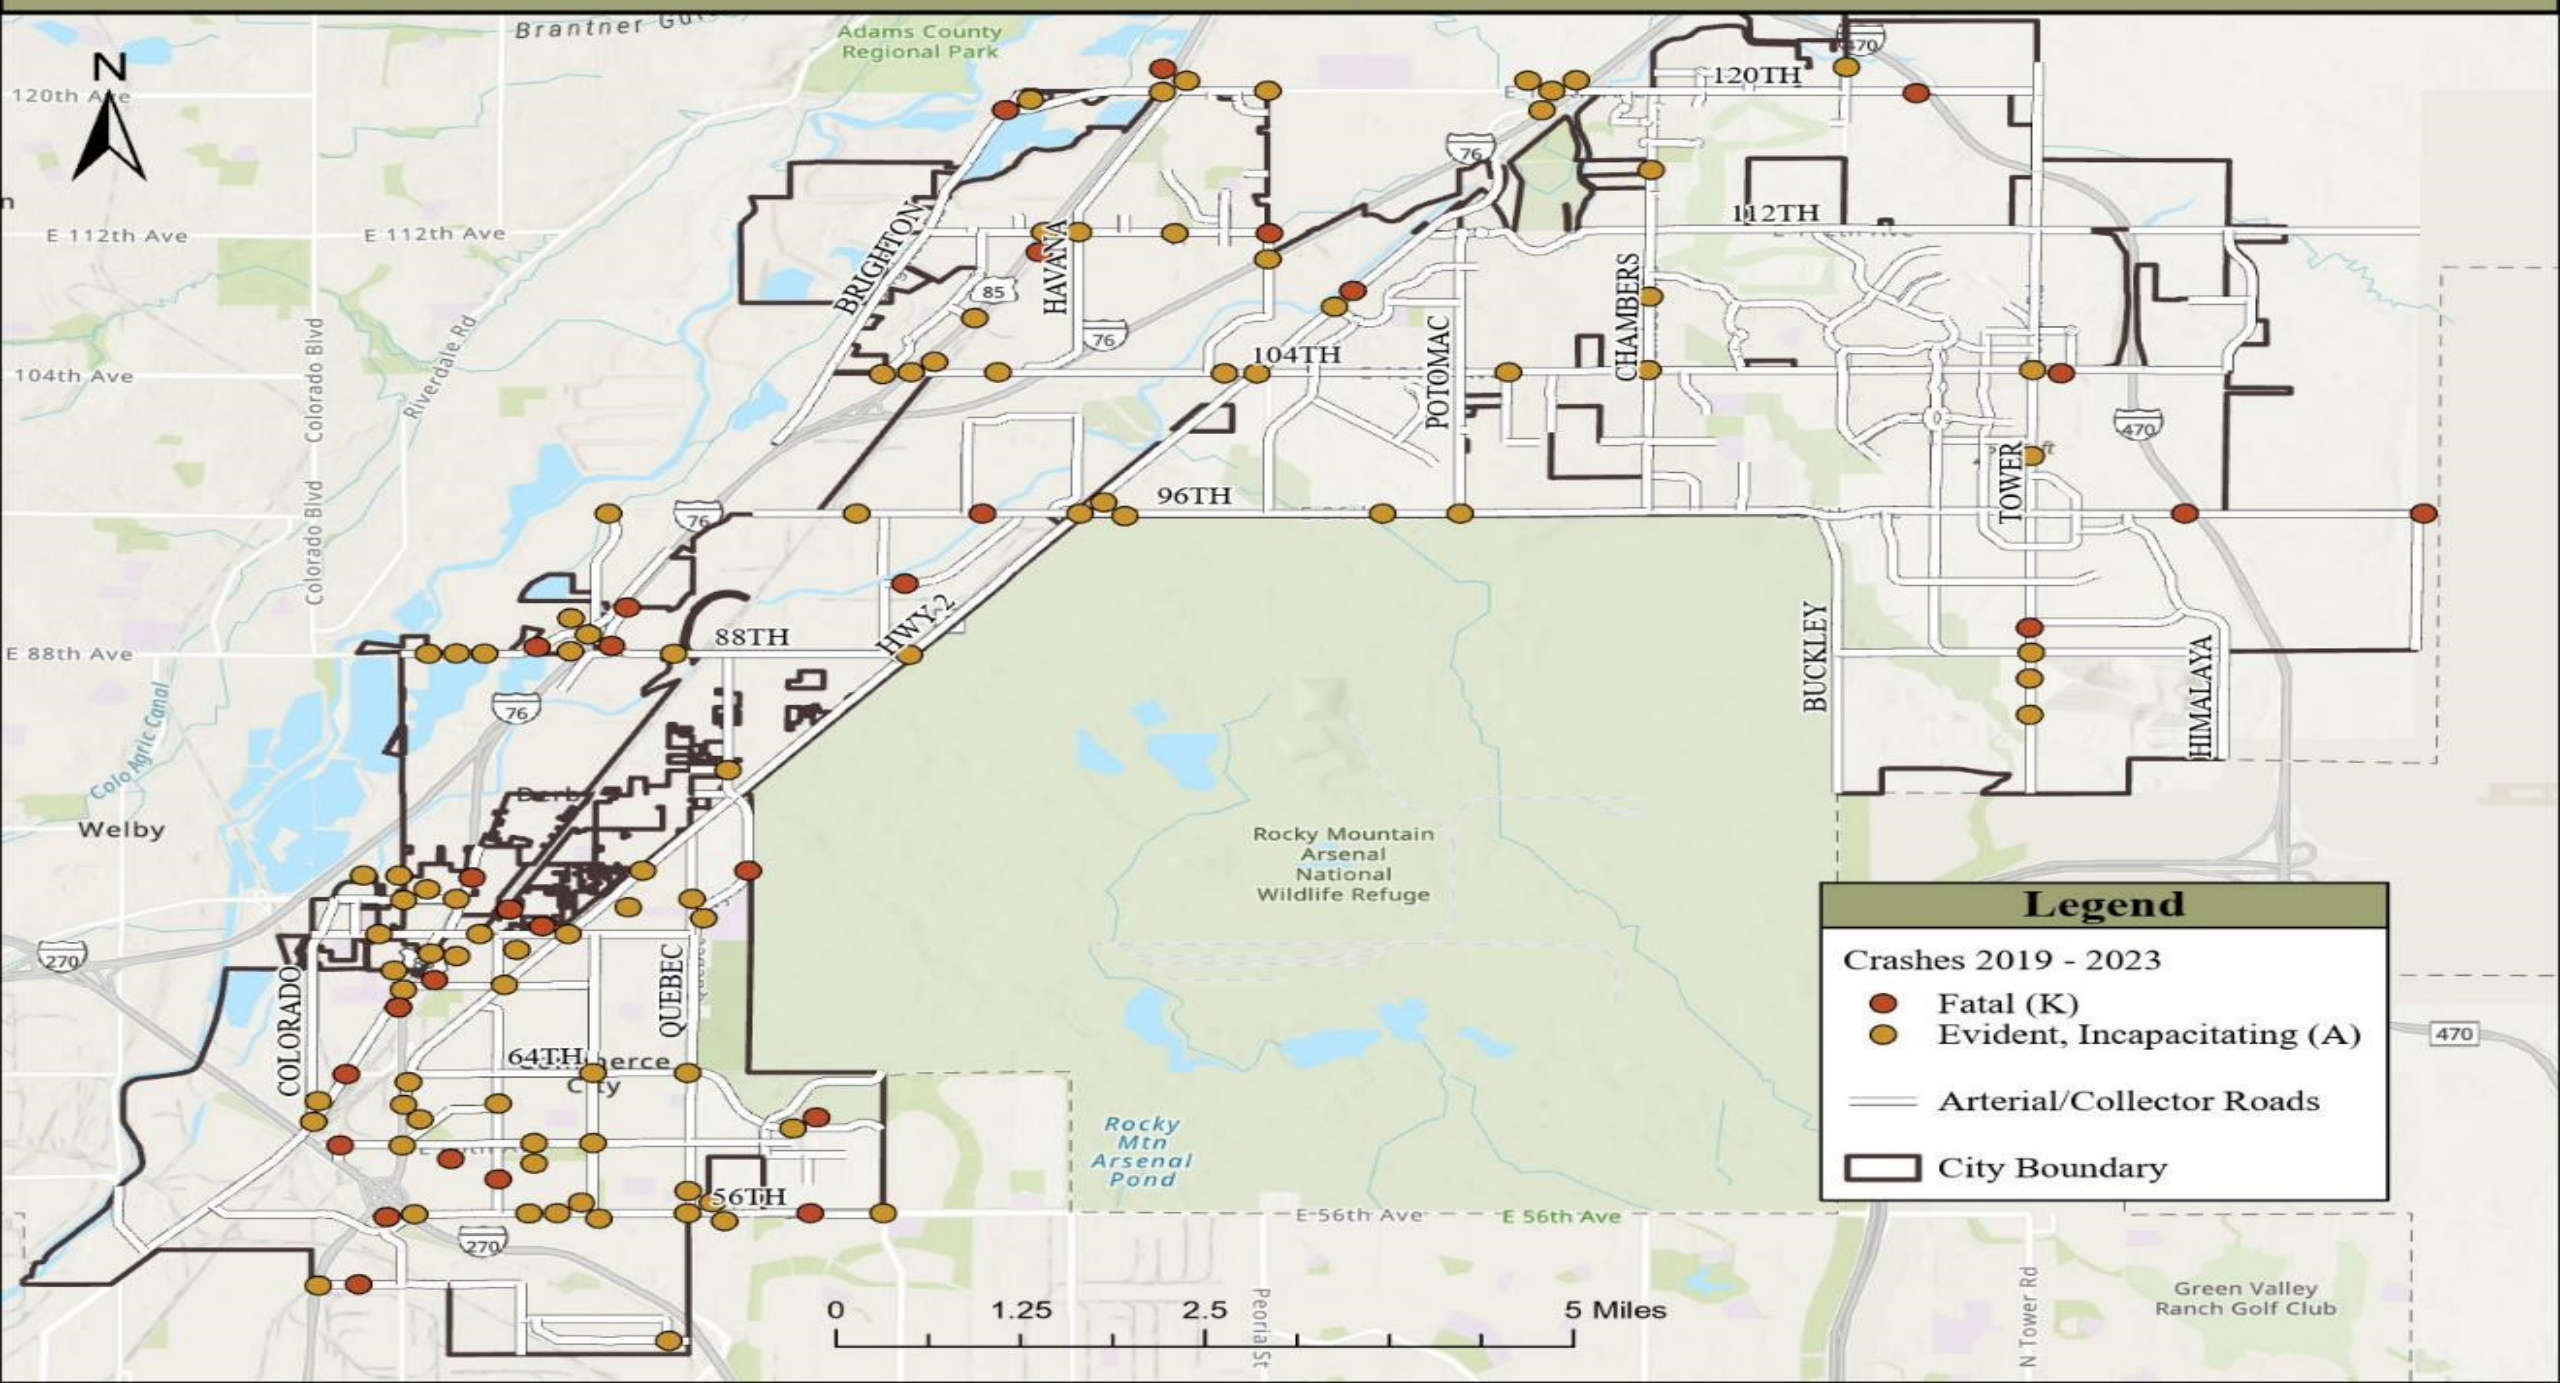 Brantner Gul
Adams County
Regional Park
N
470
120TH
120th Ave
76
n
112TH
E 112th Ave
E 112th Ave
BRIGHTON
HAVANA
85
CHAMBERS
76
Colorado Blvd
Riverdale Rd
104TH
POTOMAC
104th Ave
470
TOWER
96TH
76
Colorado Blvd
HWY 2
88TH
E 88th Ave
BUCKLEY
HIMALAYA
76
Colo Agric Canal
Derby
Welby
Rocky Mountain
Arsenal
National
Wildlife Refuge
270
COLORADO
QUEBEC
Quebec
64TH
Commerce
City
Rocky
Mtn
Arsenal
Pond
56TH
E 56th Ave
E 56th Ave
270
Legend
Crashes 2019 - 2023
Fatal (K)
Evident, Incapacitating (A)
Arterial/Collector Roads
City Boundary
470
Peoria St
N Tower Rd
Green Valley
Ranch Golf Club
0 1.25 2.5 5 Miles